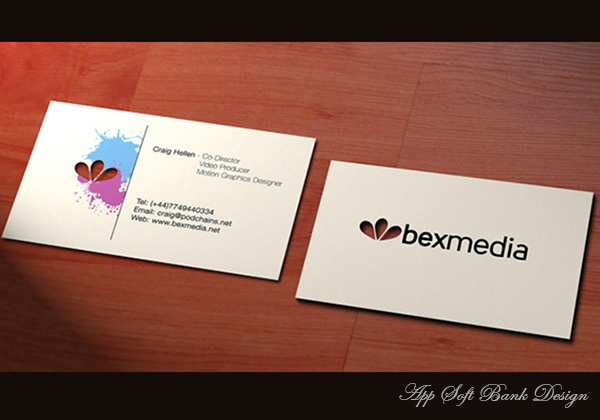 Craig Hellen - Co-Director
Video Producer
Motion Graphics Designer
Tel: (+44)7749440334
Email: craig@podchains.net
Web: www.bexmedia.net
bexmedia
App Soft Bank Design